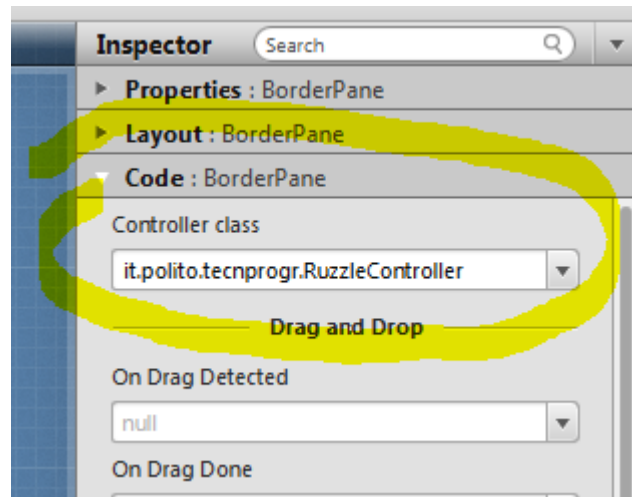 Inspector Search
Properties : BorderPane
Layout : BorderPane
Code : BorderPane
Controller class
it.polito.tecnprogr.RuzzleController
Drag and Drop
On Drag Detected
null
On Drag Done